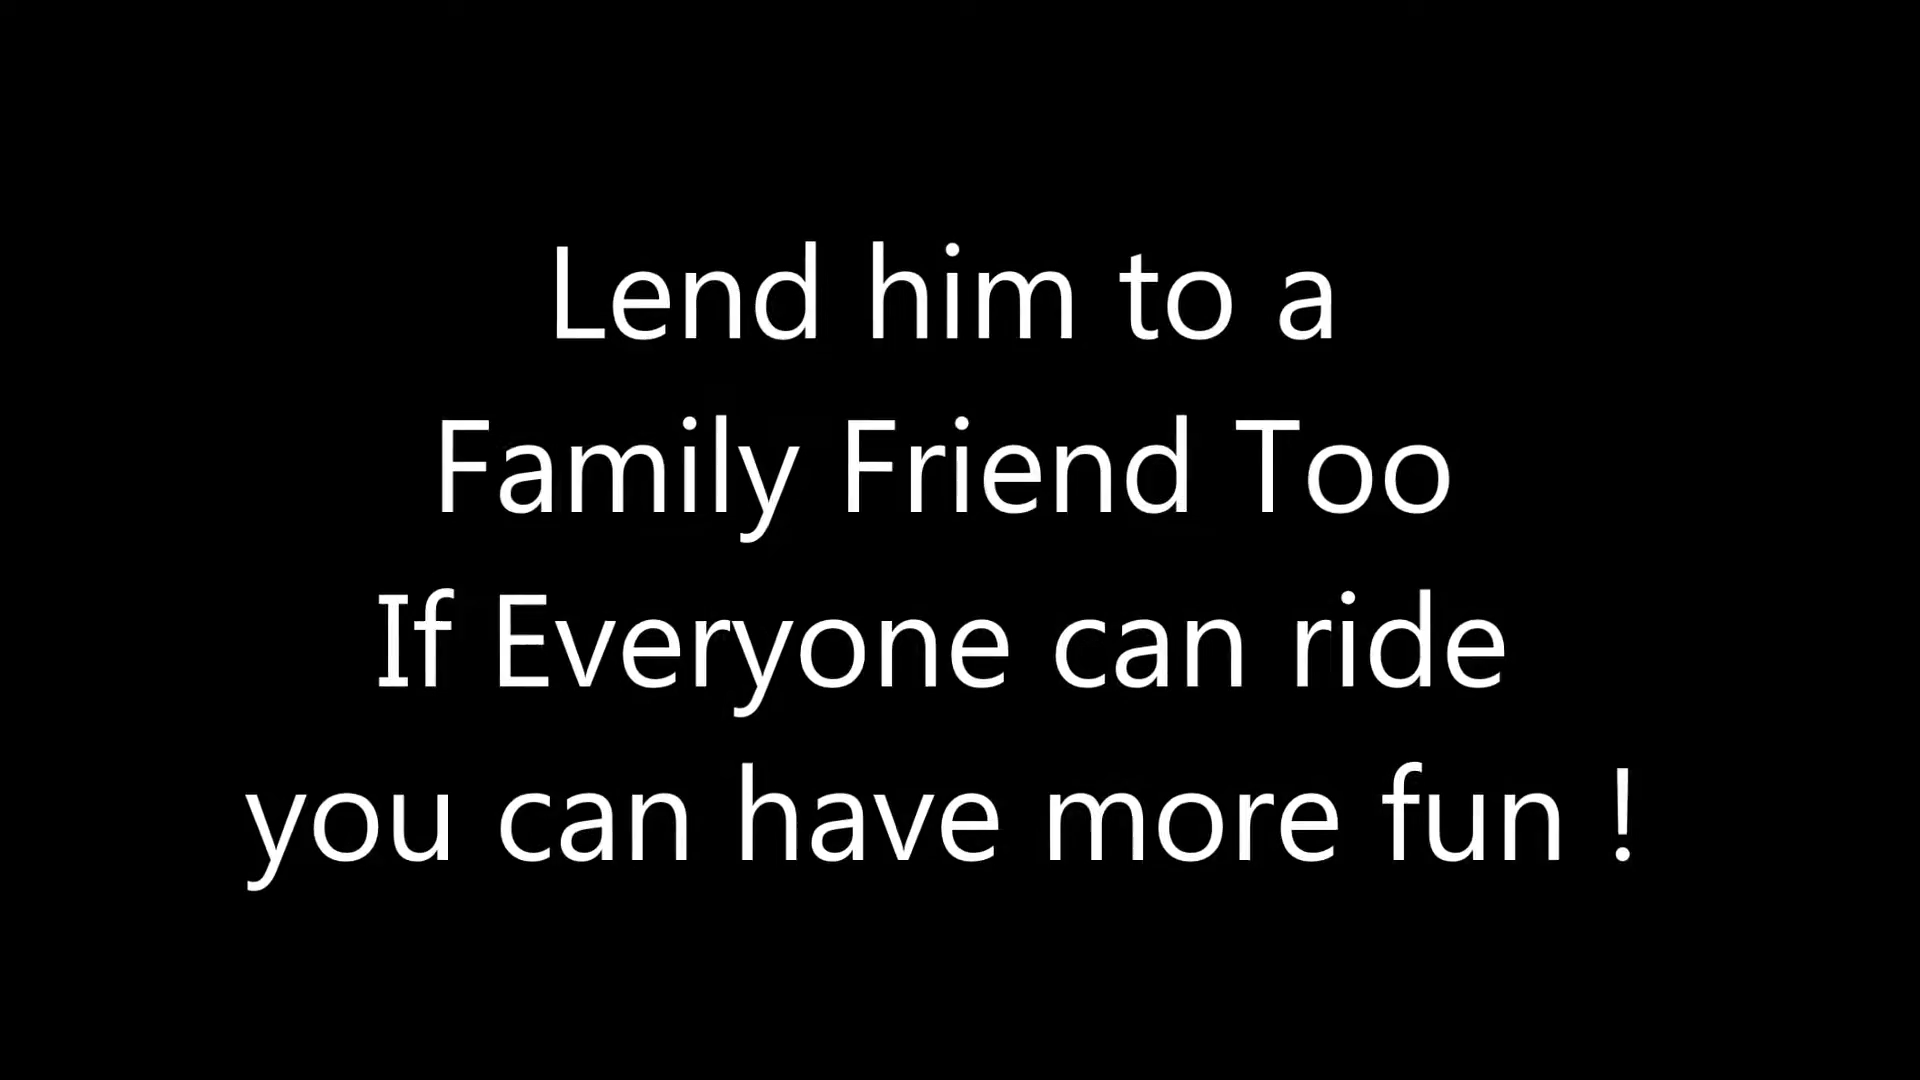 Lend him to a
Family Friend Too
If Everyone can ride
you can have more fun !